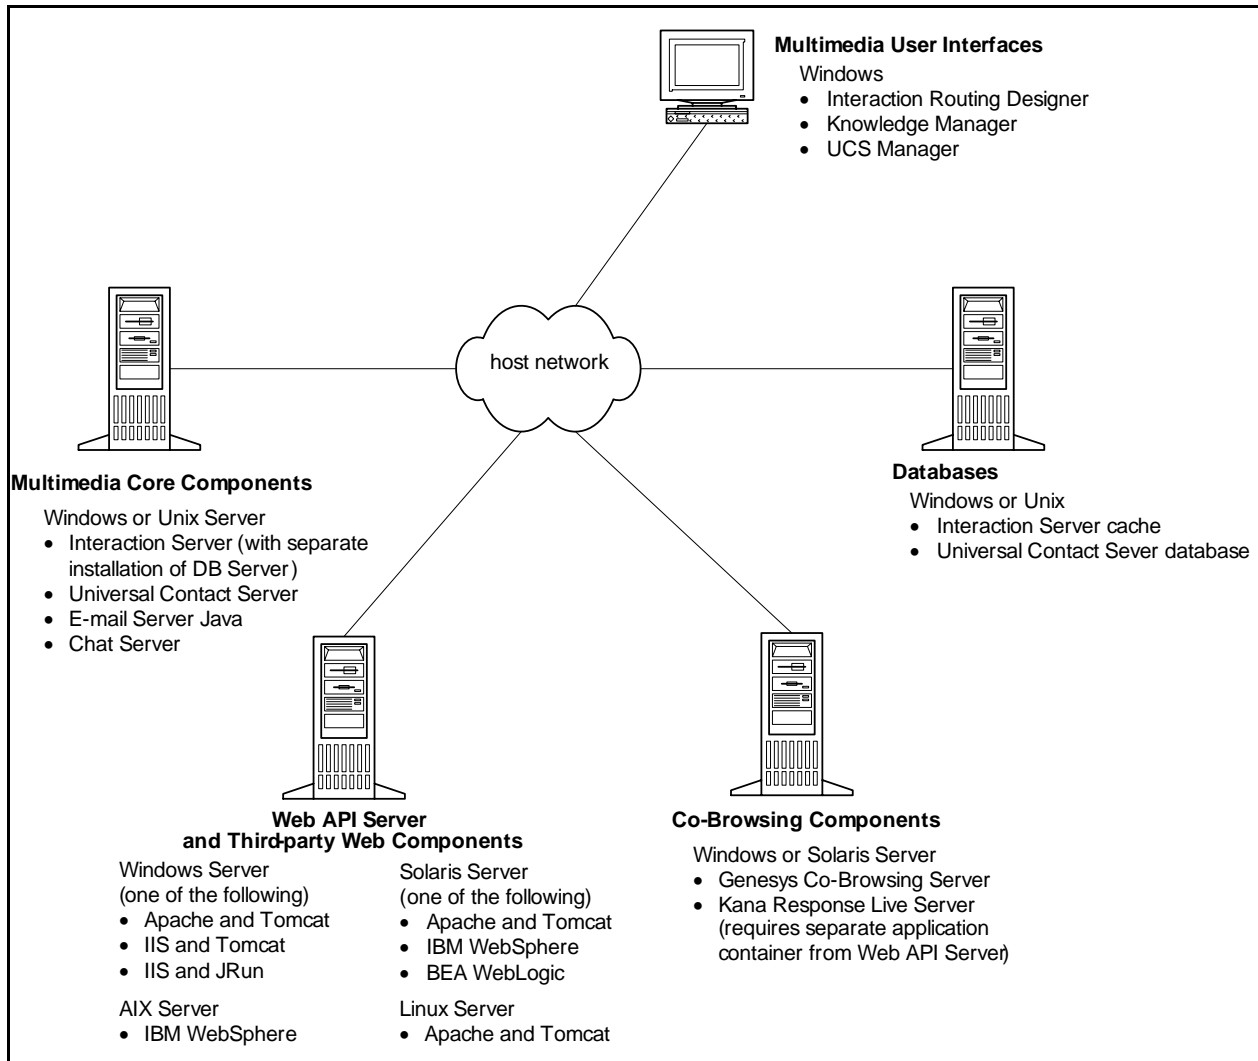 Multimedia User Interfaces
Windows
• Interaction Routing Designer
• Knowledge Manager
• UCS Manager
host network
Multimedia Core Components
Windows or Unix Server
• Interaction Server (with separate
installation of DB Server)
• Universal Contact Server
• E-mail Server Java
• Chat Server
Databases
Windows or Unix
• Interaction Server cache
• Universal Contact Sever database
Web API Server
and Third-party Web Components
Windows Server
(one of the following)
• Apache and Tomcat
• IIS and Tomcat
• IIS and JRun
AIX Server
• IBM WebSphere
Solaris Server
(one of the following)
• Apache and Tomcat
• IBM WebSphere
• BEA WebLogic
Linux Server
• Apache and Tomcat
Co-Browsing Components
Windows or Solaris Server
• Genesys Co-Browsing Server
• Kana Response Live Server
(requires separate application
container from Web API Server)